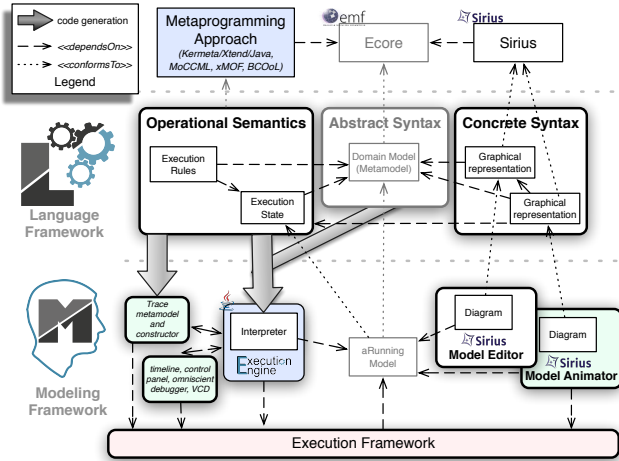 code generation
<<dependsOn>>
<<conformsTo>>
Legend
Metaprogramming
Approach
(Kermeta/Xtend/Java,
MoCCML, xMOF, BCOoL)
emf
Ecore
Sirius
Sirius
Operational Semantics
Abstract Syntax
Concrete Syntax
Execution
Rules
Domain Model
(Metamodel)
Graphical
representation
Execution
State
Graphical
representation
L
Language
Framework
Trace
metamodel
and
constructor
Java
Interpreter
Execution
Engine
timeline, control
panel, omniscient
debugger, VCD
aRunning
Model
Diagram
Sirius
Model Editor
Diagram
Sirius
Model Animator
M
Modeling
Framework
Execution Framework